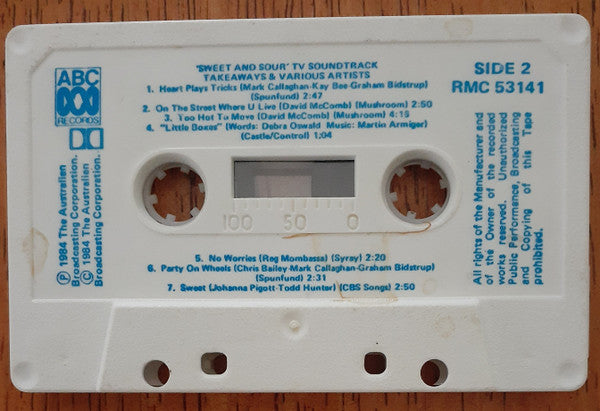 'SWEET AND SOUR' TV SOUNDTRACK
TAKEAWAYS & VARIOUS ARTISTS
ABC
RECORDS
SIDE 2
RMC 53141
1. Heart Plays Tricks (Mark Callaghan-Kay Bee-Graham Bidstrup)
(Spunfund) 2:47
2. On The Street Where U Live (David McComb) (Mushroom) 2:50
3. Too Hot To Move (David McComb) (Mushroom) 4:15
4. "Little Boxes" (Words: Debra Oswald Music: Martin Armiger)
(Castle/Control) 1:04
100 50 0
5. No Worries (Reg Mombassa) (Syray) 2:20
6. Party On Wheels (Chris Bailey-Mark Callaghan-Graham Bidstrup)
(Spunfund) 2:31
7. Sweet (Johanna Pigott-Todd Hunter) (CBS Songs) 2:50
℗ 1984 The Australian
Broadcasting Corporation.
© 1984 The Australian
Broadcasting Corporation.
All rights of the Manufacturer and
of the Owner of the recorded
works reserved. Unauthorized
Public Performance, Broadcasting
and Copying of this Tape
prohibited.